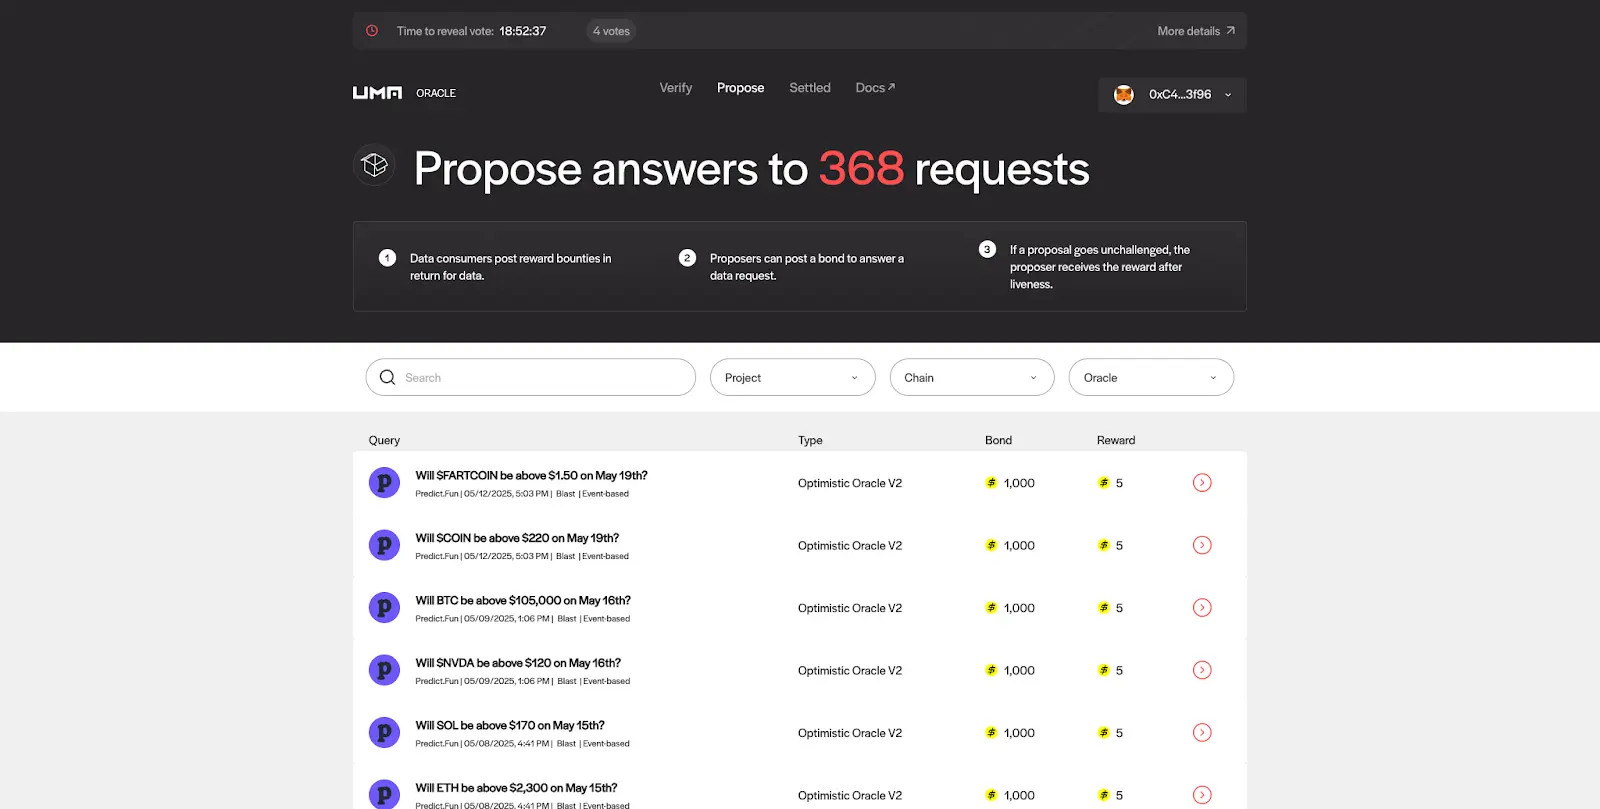 Time to reveal vote: 18:52:37 4 votes More details
UMA ORACLE Verify Propose Settled Docs 0xC4...3f96
Propose answers to 368 requests
1 Data consumers post reward bounties in
return for data.
2 Proposers can post a bond to answer a
data request.
3 If a proposal goes unchallenged, the
proposer receives the reward after
liveness.
Search Project Chain Oracle
Query Type Bond Reward
Will $FARTCOIN be above $1.50 on May 19th?
Predict.Fun | 05/12/2025, 5:03 PM | Blast | Event-based
Optimistic Oracle V2 1,000 5
Will $COIN be above $220 on May 19th?
Predict.Fun | 05/12/2025, 5:03 PM | Blast | Event-based
Optimistic Oracle V2 1,000 5
Will BTC be above $105,000 on May 16th?
Predict.Fun | 05/09/2025, 1:06 PM | Blast | Event-based
Optimistic Oracle V2 1,000 5
Will $NVDA be above $120 on May 16th?
Predict.Fun | 05/09/2025, 1:06 PM | Blast | Event-based
Optimistic Oracle V2 1,000 5
Will SOL be above $170 on May 15th?
Predict.Fun | 05/08/2025, 4:41 PM | Blast | Event-based
Optimistic Oracle V2 1,000 5
Will ETH be above $2,300 on May 15th?
Predict.Fun | 05/08/2025, 4:41 PM | Blast | Event-based
Optimistic Oracle V2 1,000 5